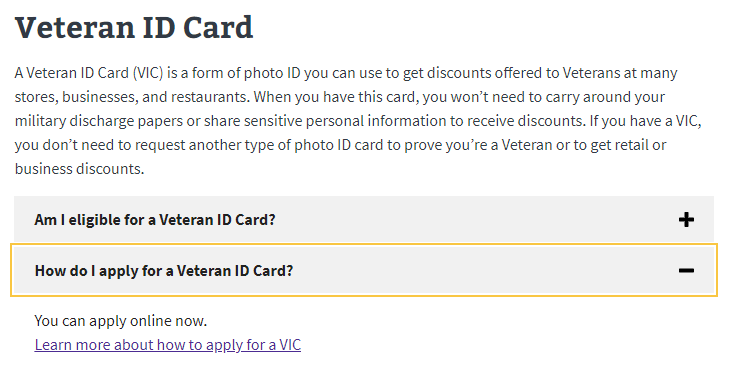 Veteran ID Card
A Veteran ID Card (VIC) is a form of photo ID you can use to get discounts offered to Veterans at many
stores, businesses, and restaurants. When you have this card, you won’t need to carry around your
military discharge papers or share sensitive personal information to receive discounts. If you have a VIC,
you don’t need to request another type of photo ID card to prove you’re a Veteran or to get retail or
business discounts.
Am I eligible for a Veteran ID Card?
How do I apply for a Veteran ID Card?
You can apply online now.
Learn more about how to apply for a VIC